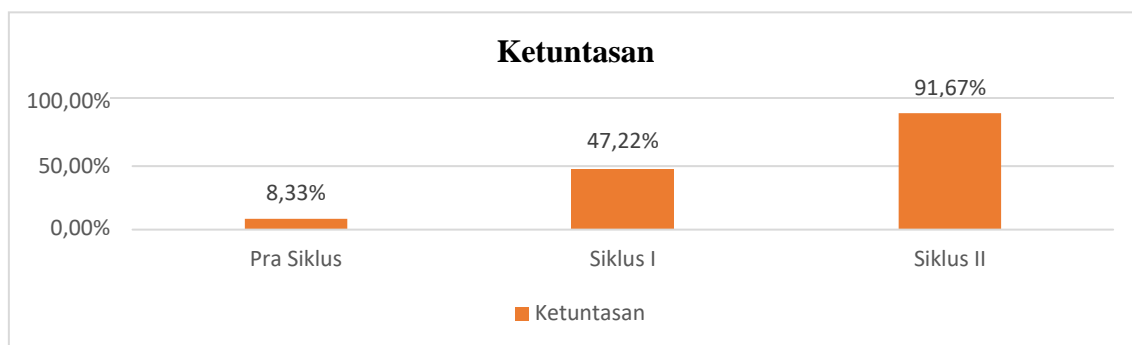 Ketuntasan
100,00%
50,00%
0,00%
8,33%
47,22%
91,67%
Pra Siklus
Siklus I
Siklus II
Ketuntasan